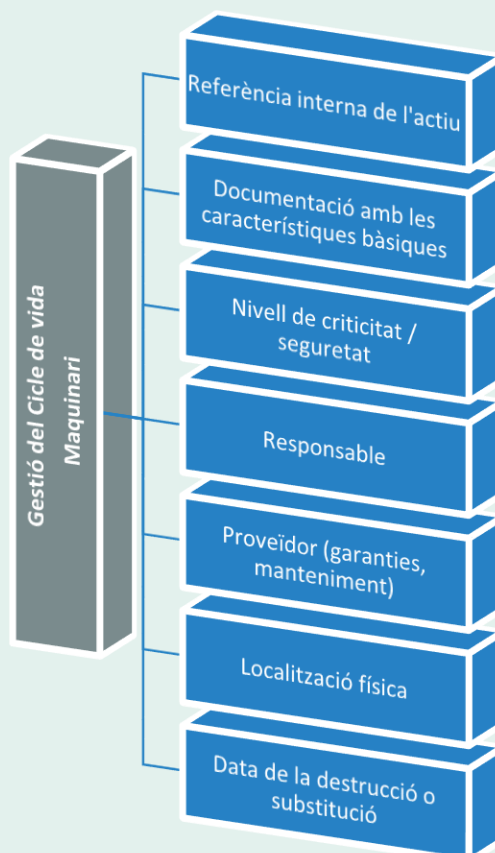 Gestió del Cicle de vida
Maquinari
Referència interna de l'actiu
Documentació amb les
característiques bàsiques
Nivell de criticitat /
seguretat
Responsable
Proveïdor (garanties,
manteniment)
Localització física
Data de la destrucció o
substitució